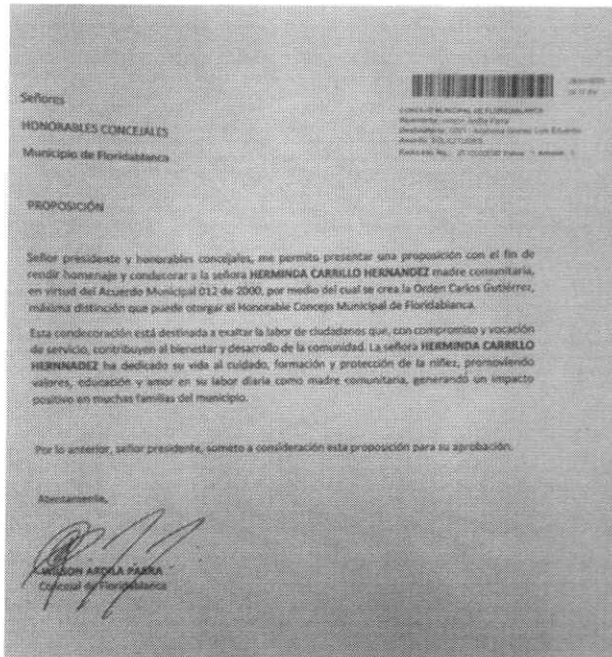 Señores
HONORABLES CONCEJALES
Municipio de Floridablanca
CONCEJO MUNICIPAL DE FLORIDABLANCA
PROPOSICIÓN
Señor presidente y honorables concejales, me permito presentar una proposición con el fin de
rendir homenaje y condecorar a la señora HERMINDA CARRILLO HERNANDEZ madre comunitaria,
en virtud del Acuerdo Municipal 012 de 2000, por medio del cual se crea la Orden Carlos Gutiérrez,
máxima distinción que puede otorgar el Honorable Concejo Municipal de Floridablanca.
Esta condecoración está destinada a exaltar la labor de ciudadanos que, con compromiso y vocación
de servicio, contribuyen al bienestar y desarrollo de la comunidad. La señora HERMINDA CARRILLO
HERNNADEZ ha dedicado su vida al cuidado, formación y protección de la niñez, promoviendo
valores, educación y amor en su labor diaria como madre comunitaria, generando un impacto
positivo en muchas familias del municipio.
Por lo anterior, señor presidente, someto a consideración esta proposición para su aprobación.
Atentamente,
WILSON ARDILA PARRA
Concejal de Floridablanca